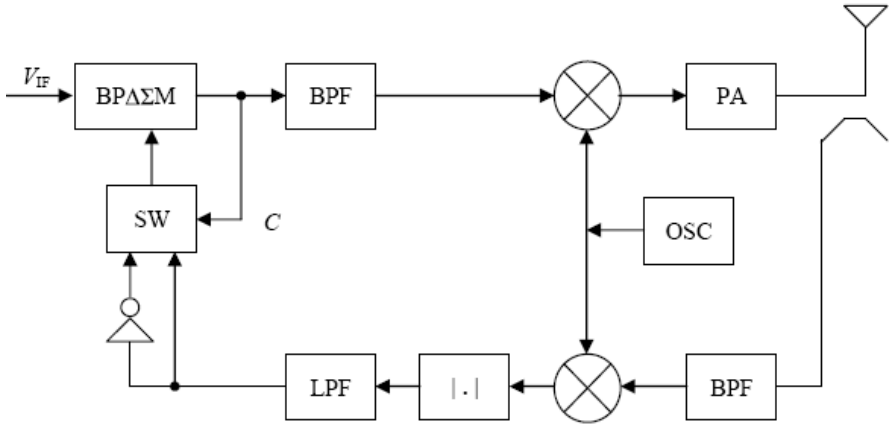 V_IF
BPΔΣM
BPF
PA
SW
C
OSC
LPF
|.|
BPF